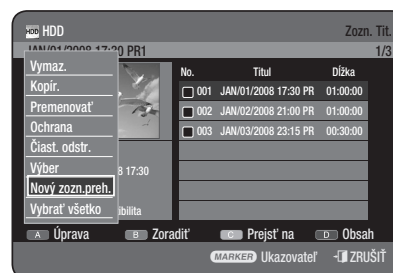 HDD HDD Zozn. Tit.
JAN/01/2008 17:30 PR1 1/3
Vymaz.
Kopír.
Premenovať
Ochrana
Čiast. odstr.
Výber
Nový zozn.preh.
Vybrať všetko
No. Titul Dĺžka
001 JAN/01/2008 17:30 PR 01:00:00
002 JAN/02/2008 21:00 PR 01:00:00
003 JAN/03/2008 23:15 PR 00:30:00
8 17:30
ibilita
A Úprava B Zoradiť C Prejsť na D Obsah
MARKER Ukazovateľ ZRUŠIŤ